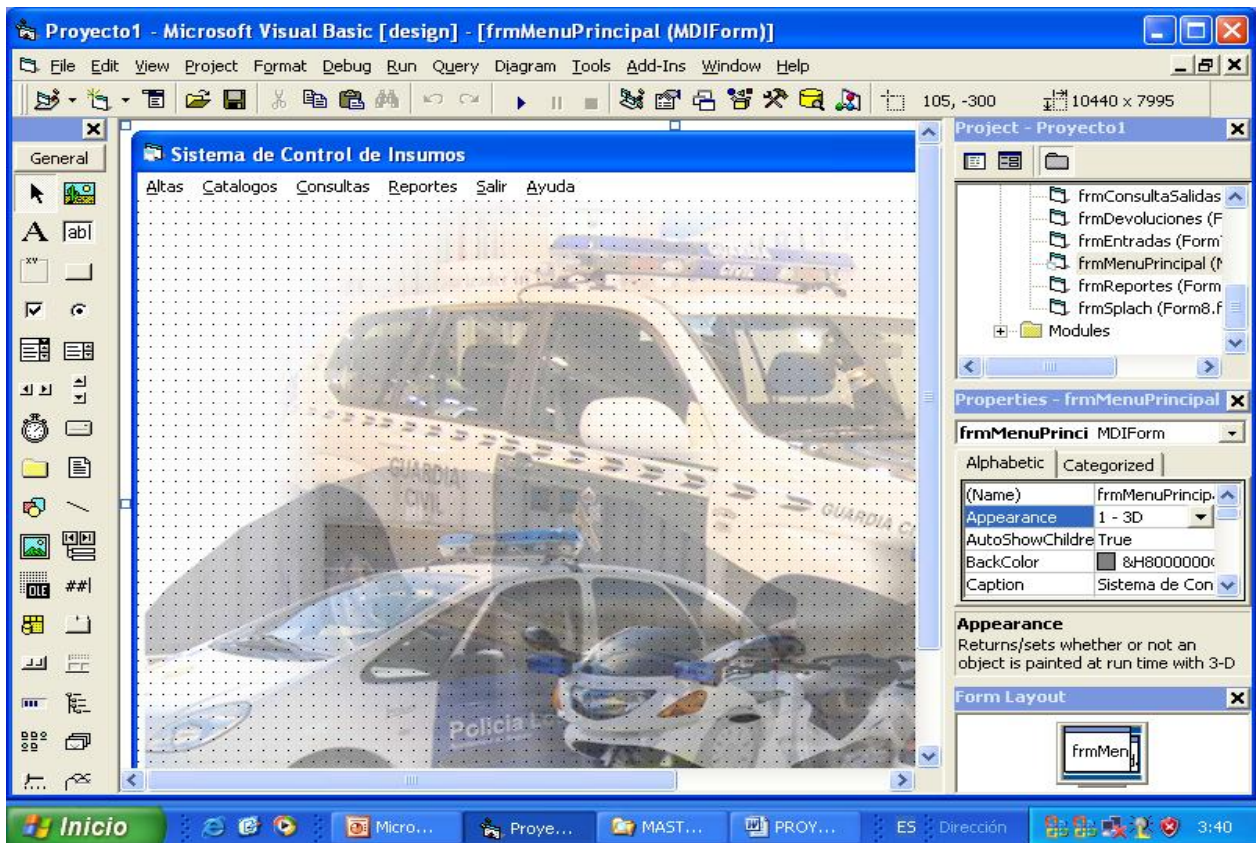 Proyecto1 - Microsoft Visual Basic [design] - [frmMenuPrincipal (MDIForm)]
File Edit View Project Format Debug Run Query Diagram Tools Add-Ins Window Help
105, -300 10440 x 7995
General
A ab|
xy
OLE ##|
Sistema de Control de Insumos
Altas Catalogos Consultas Reportes Salir Ayuda
GUARDIA CIVIL
GUARDIA CI
Policía
Project - Proyecto1
frmConsultaSalidas
frmDevoluciones (F
frmEntradas (Form
frmMenuPrincipal (M
frmReportes (Form
frmSplach (Form8.f
Modules
Properties - frmMenuPrincipal
frmMenuPrinci MDIForm
Alphabetic Categorized
(Name) frmMenuPrincip
Appearance 1 - 3D
AutoShowChildre True
BackColor &H8000000
Caption Sistema de Con
Appearance
Returns/sets whether or not an
object is painted at run time with 3-D
Form Layout
frmMen
Inicio Micro... Proye... MAST... PROY... ES Dirección 3:40